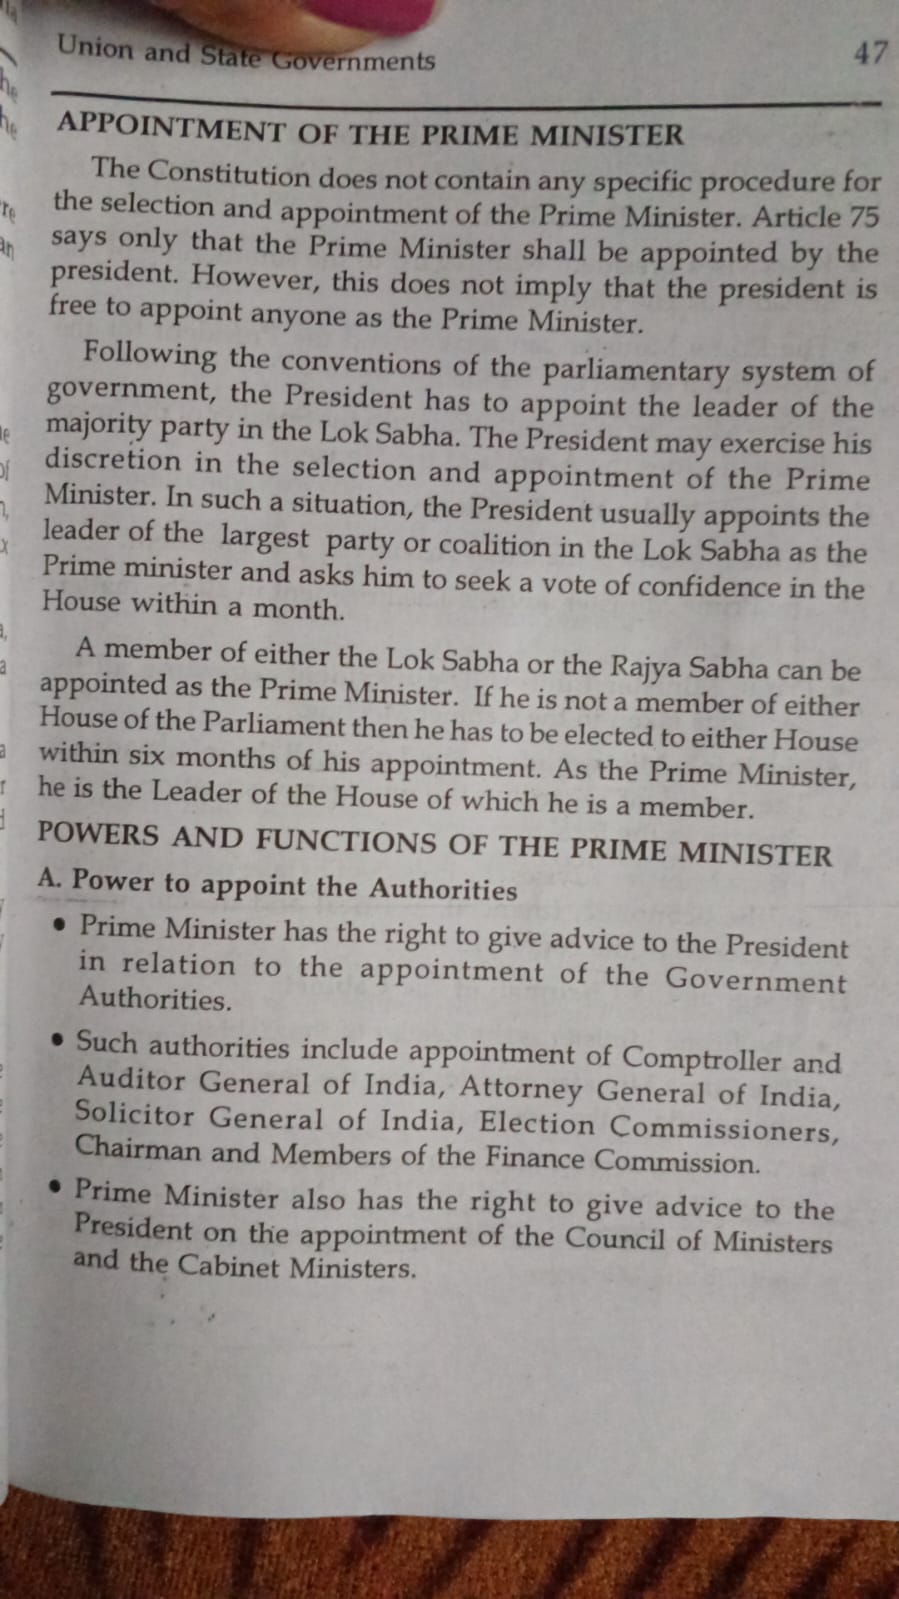 Union and State Governments
47
APPOINTMENT OF THE PRIME MINISTER
The Constitution does not contain any specific procedure for
the selection and appointment of the Prime Minister. Article 75
says only that the Prime Minister shall be appointed by the
president. However, this does not imply that the president is
free to appoint anyone as the Prime Minister.
Following the conventions of the parliamentary system of
government, the President has to appoint the leader of the
majority party in the Lok Sabha. The President may exercise his
discretion in the selection and appointment of the Prime
Minister. In such a situation, the President usually appoints the
leader of the largest party or coalition in the Lok Sabha as the
Prime minister and asks him to seek a vote of confidence in the
House within a month.
A member of either the Lok Sabha or the Rajya Sabha can be
appointed as the Prime Minister. If he is not a member of either
House of the Parliament then he has to be elected to either House
within six months of his appointment. As the Prime Minister,
he is the Leader of the House of which he is a member.
POWERS AND FUNCTIONS OF THE PRIME MINISTER
A. Power to appoint the Authorities
• Prime Minister has the right to give advice to the President
in relation to the appointment of the Government
Authorities.
• Such authorities include appointment of Comptroller and
Auditor General of India, Attorney General of India,
Solicitor General of India, Election Commissioners,
Chairman and Members of the Finance Commission.
• Prime Minister also has the right to give advice to the
President on the appointment of the Council of Ministers
and the Cabinet Ministers.